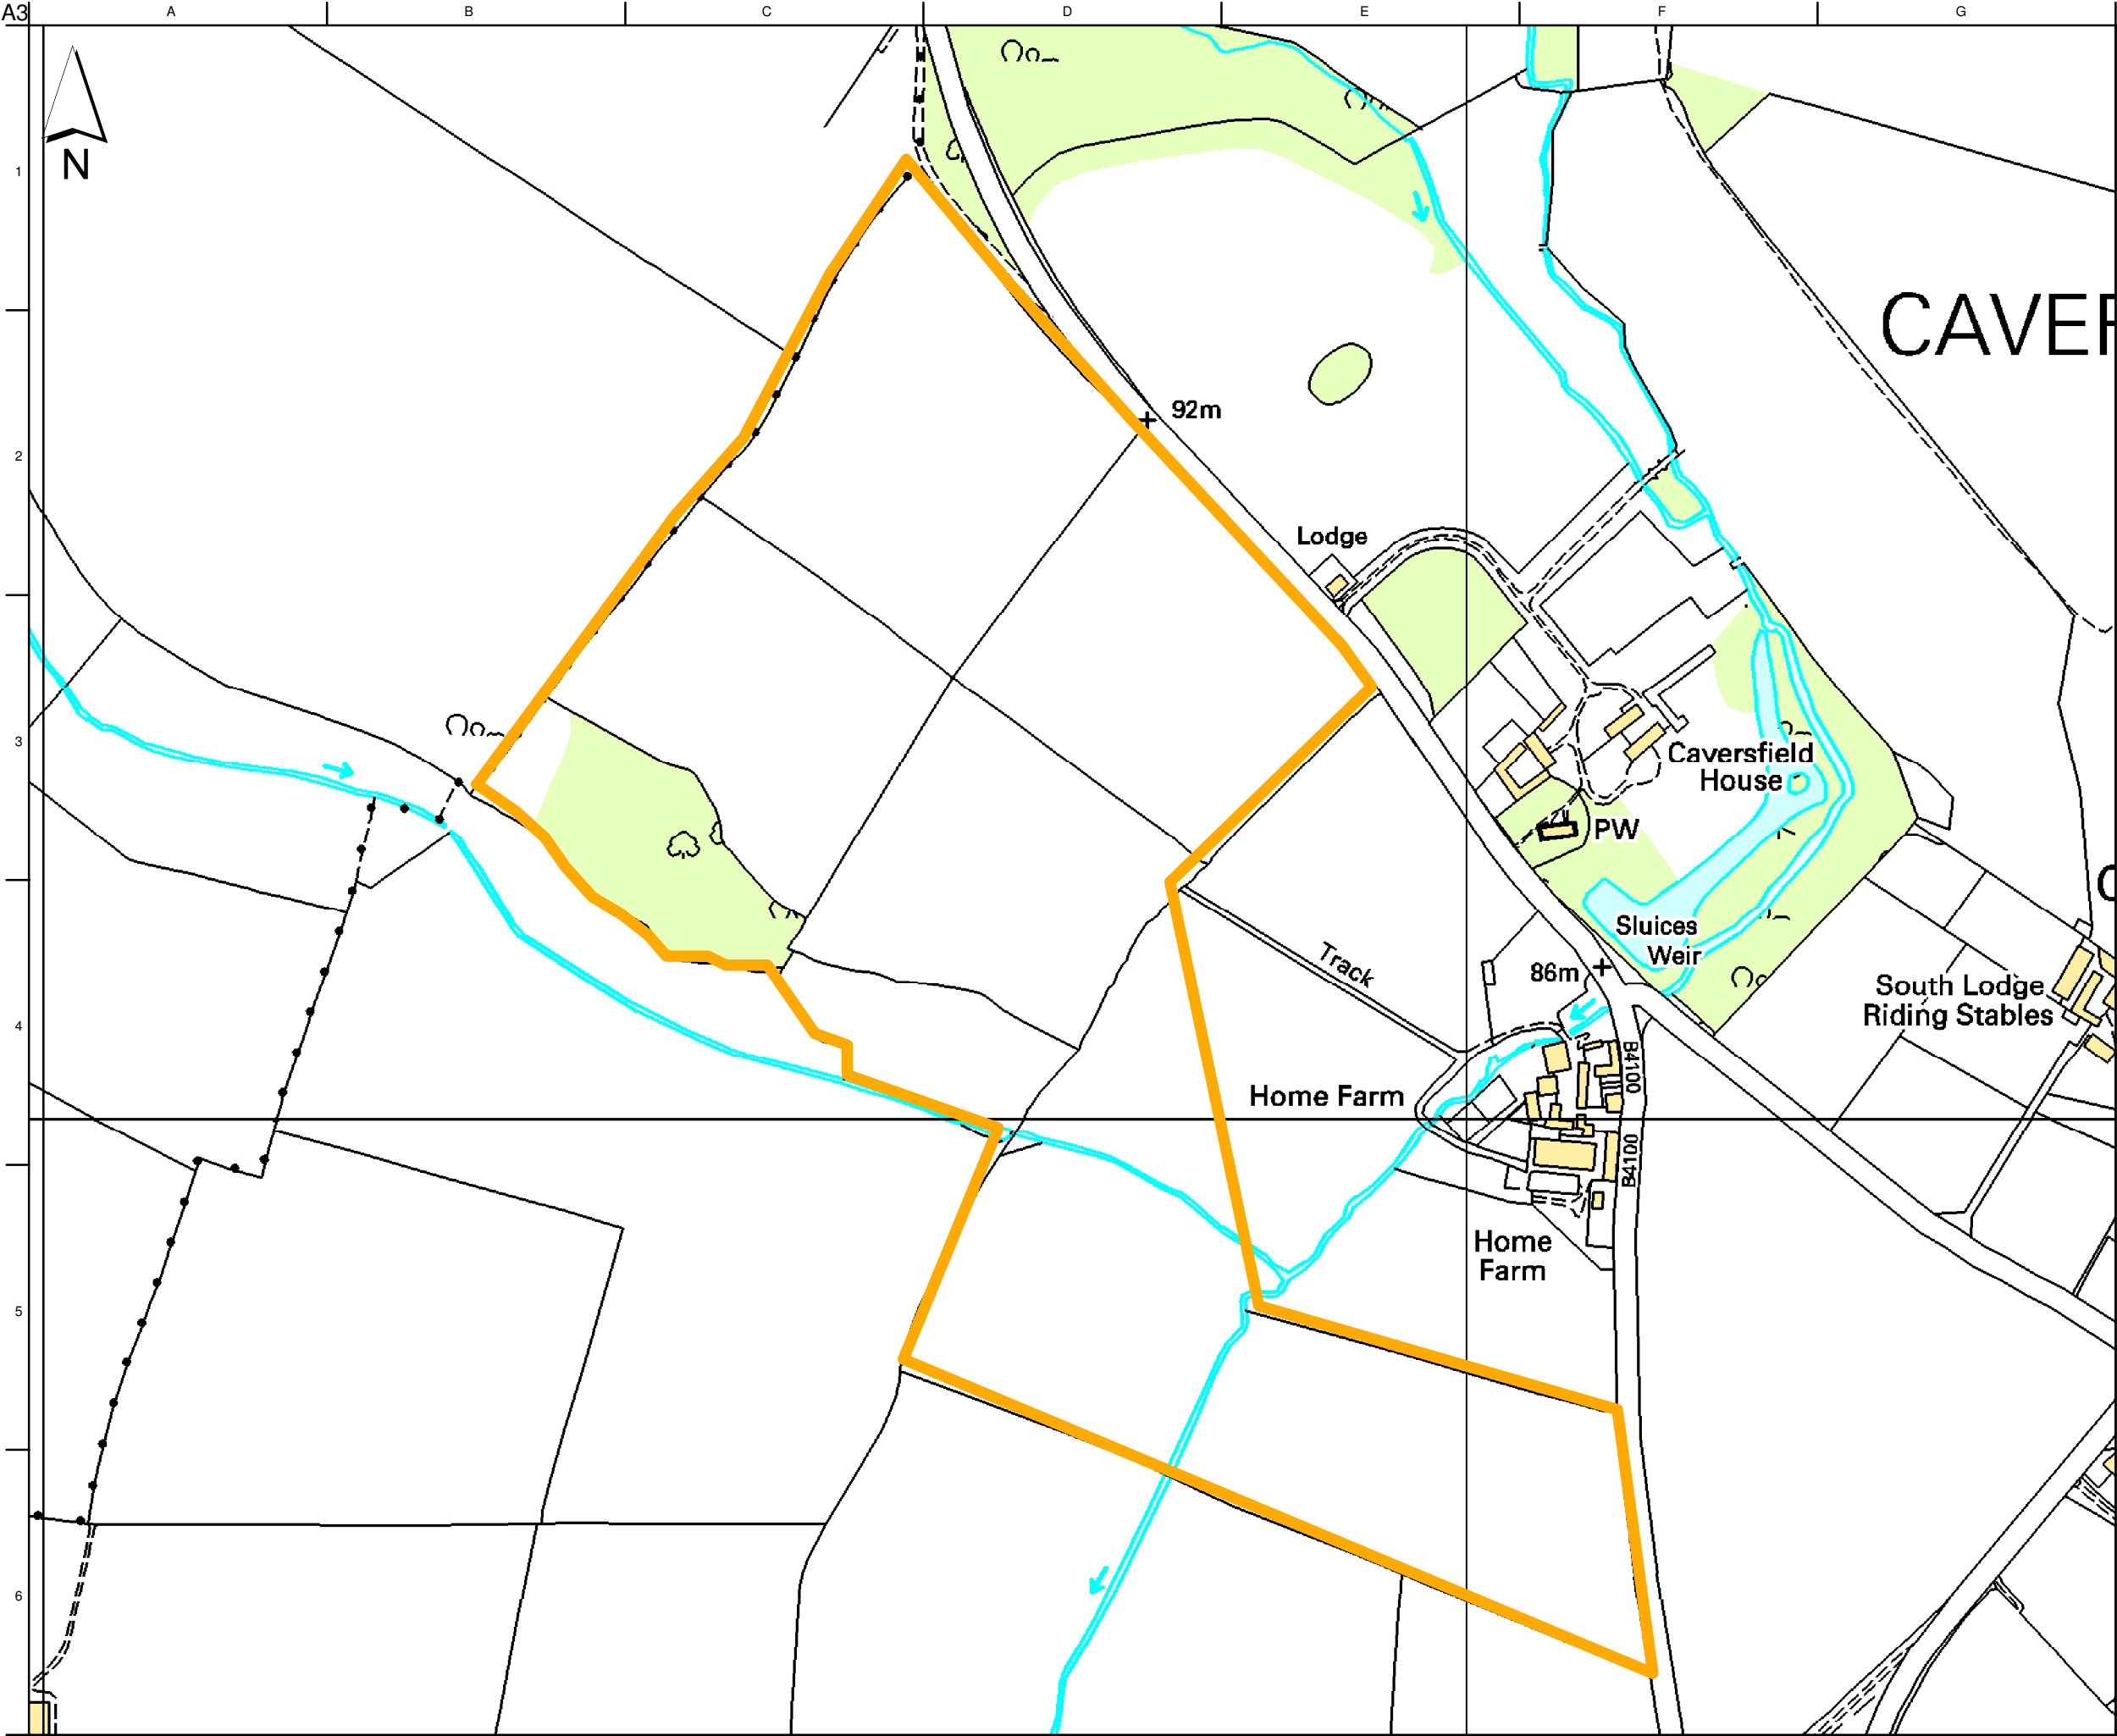 A3
A
B
C
D
E
F
G
N
1
CAVER
92m
2
Lodge
3
Caversfield
House
PW
Sluices
Weir
Track
86m
South Lodge
Riding Stables
4
B4100
Home Farm
B4100
Home
Farm
5
6